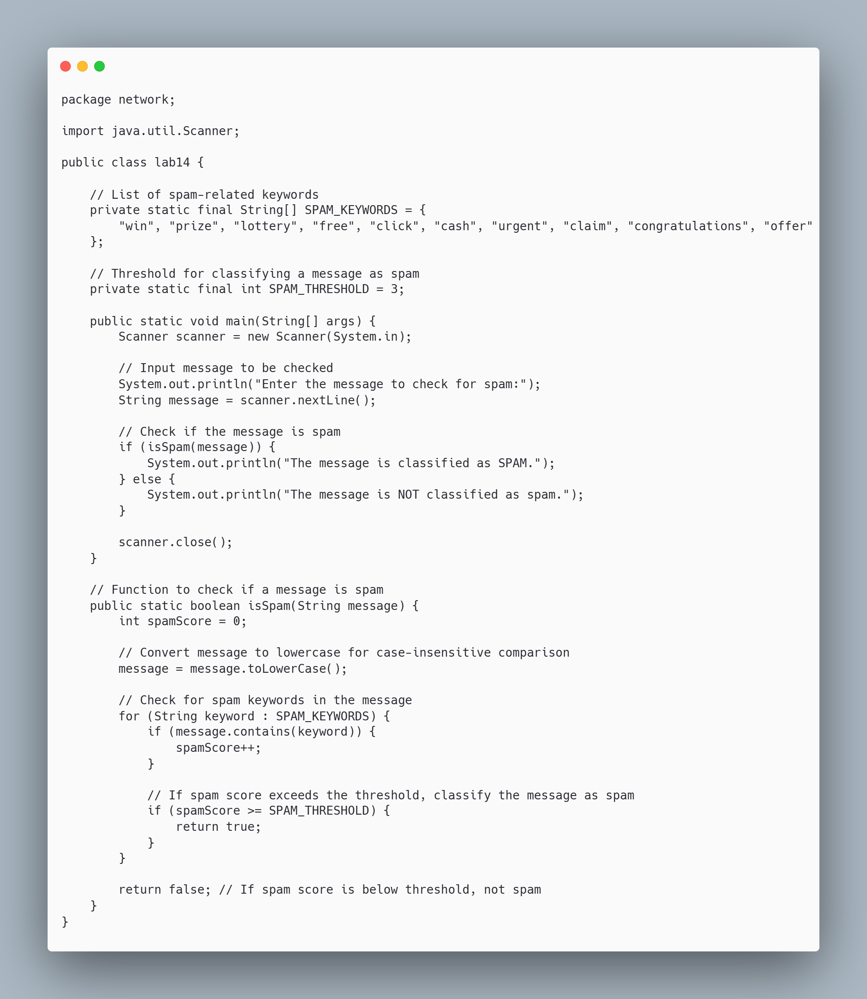 package network;

import java.util.Scanner;

public class lab14 {

    // List of spam-related keywords
    private static final String[] SPAM_KEYWORDS = {
        "win", "prize", "lottery", "free", "click", "cash", "urgent", "claim", "congratulations", "offer"
    };

    // Threshold for classifying a message as spam
    private static final int SPAM_THRESHOLD = 3;

    public static void main(String[] args) {
        Scanner scanner = new Scanner(System.in);

        // Input message to be checked
        System.out.println("Enter the message to check for spam:");
        String message = scanner.nextLine();

        // Check if the message is spam
        if (isSpam(message)) {
            System.out.println("The message is classified as SPAM.");
        } else {
            System.out.println("The message is NOT classified as spam.");
        }

        scanner.close();
    }

    // Function to check if a message is spam
    public static boolean isSpam(String message) {
        int spamScore = 0;

        // Convert message to lowercase for case-insensitive comparison
        message = message.toLowerCase();

        // Check for spam keywords in the message
        for (String keyword : SPAM_KEYWORDS) {
            if (message.contains(keyword)) {
                spamScore++;
            }

            // If spam score exceeds the threshold, classify the message as spam
            if (spamScore >= SPAM_THRESHOLD) {
                return true;
            }
        }

        return false; // If spam score is below threshold, not spam
    }
}